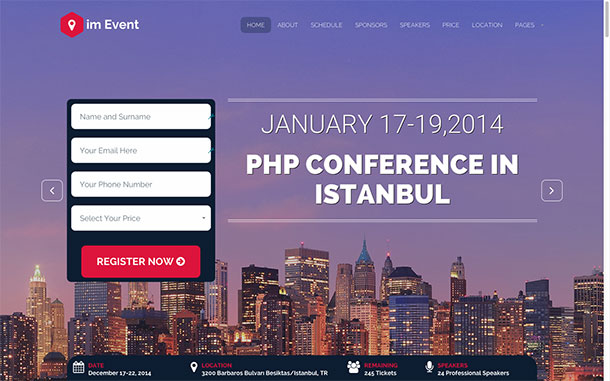 im Event
HOME ABOUT SCHEDULE SPONSORS SPEAKERS PRICE LOCATION PAGES
Name and Surname
Your Email Here
Your Phone Number
Select Your Price
REGISTER NOW
JANUARY 17-19,2014
PHP CONFERENCE IN
ISTANBUL
DATE
December 17-22, 2014
LOCATION
3200 Barbaros Bulvarı Besiktas/Istanbul, TR
REMAINING
245 Tickets
SPEAKERS
24 Professional Speakers